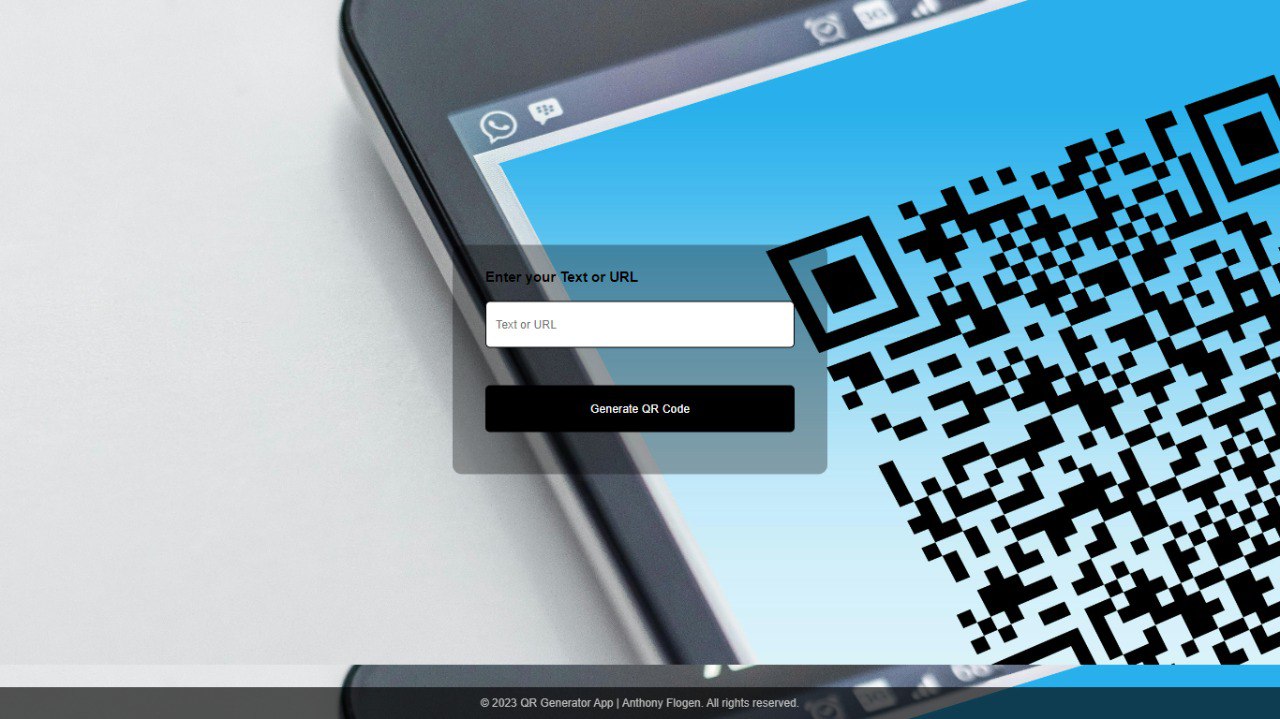 Enter your Text or URL
Text or URL
Generate QR Code
© 2023 QR Generator App | Anthony Flogen. All rights reserved.